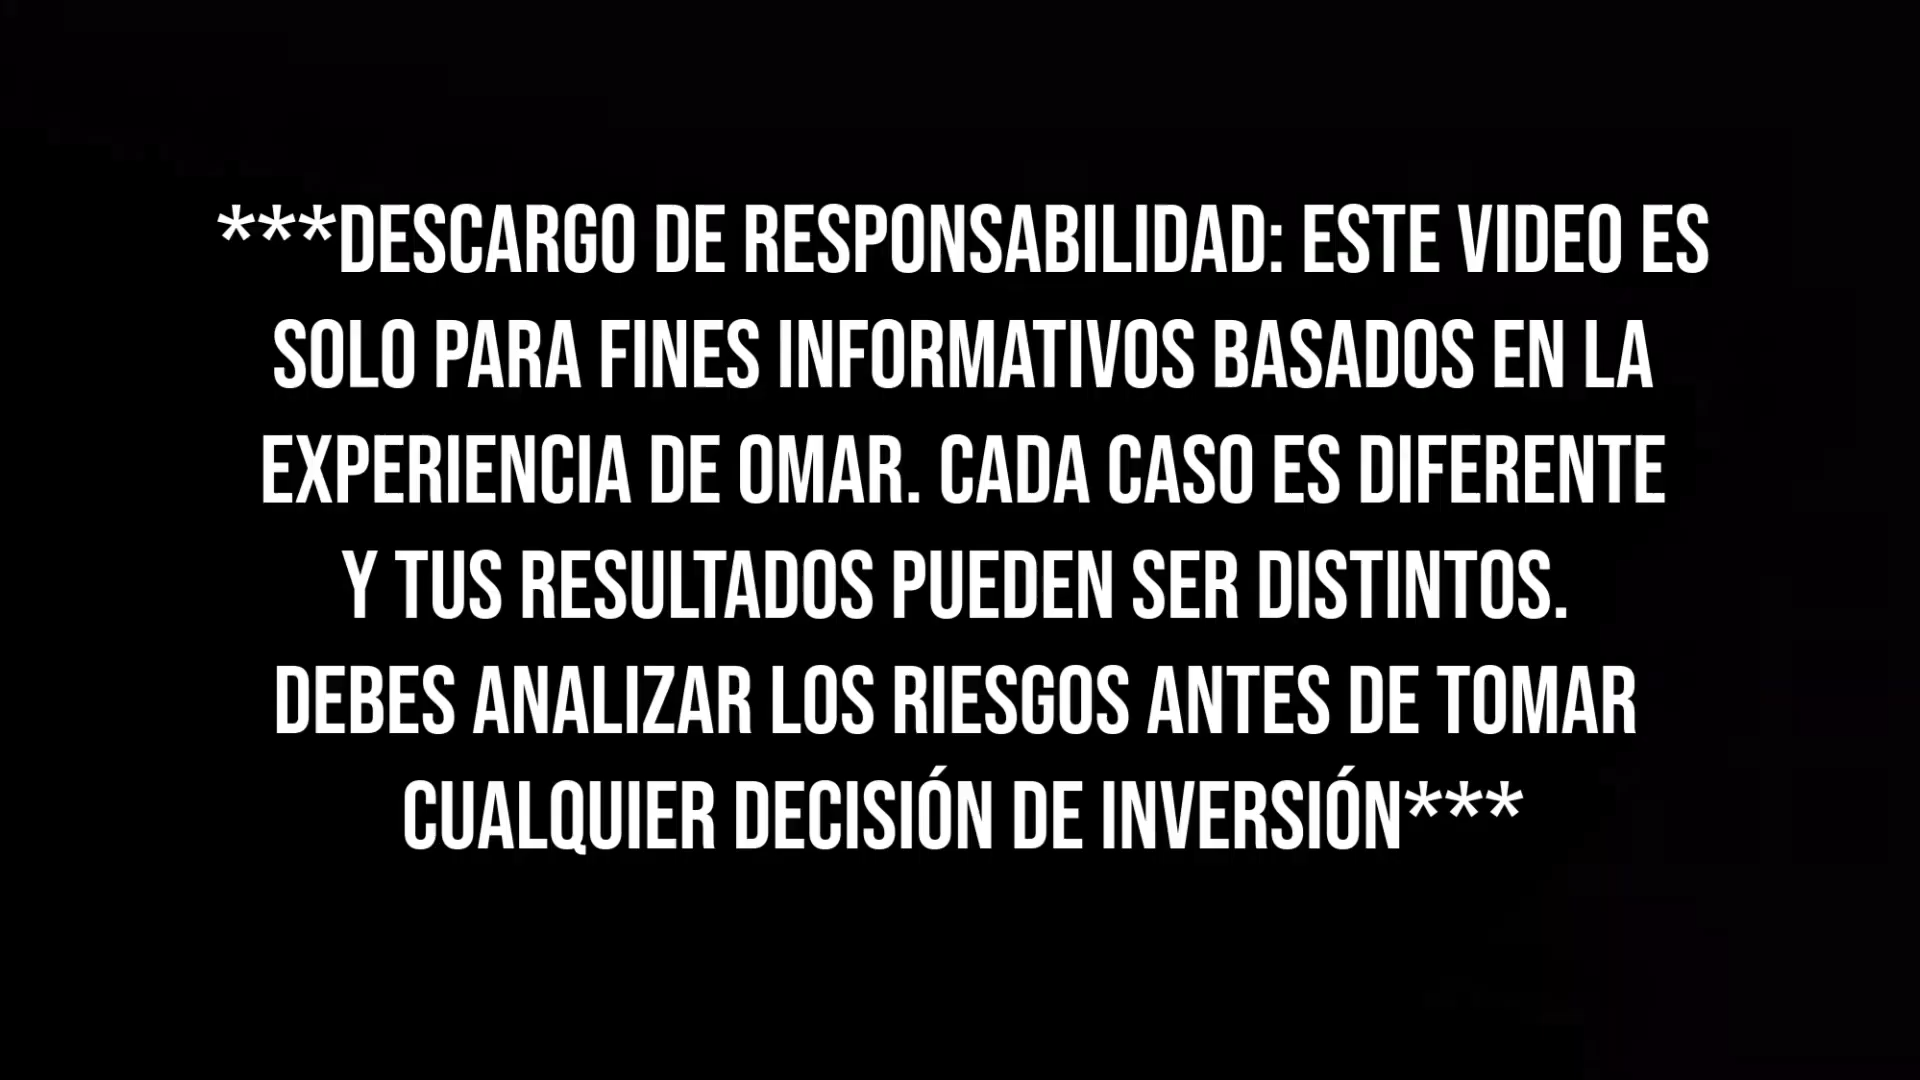 ***DESCARGO DE RESPONSABILIDAD: ESTE VIDEO ES
SOLO PARA FINES INFORMATIVOS BASADOS EN LA
EXPERIENCIA DE OMAR. CADA CASO ES DIFERENTE
Y TUS RESULTADOS PUEDEN SER DISTINTOS.
DEBES ANALIZAR LOS RIESGOS ANTES DE TOMAR
CUALQUIER DECISIÓN DE INVERSIÓN***